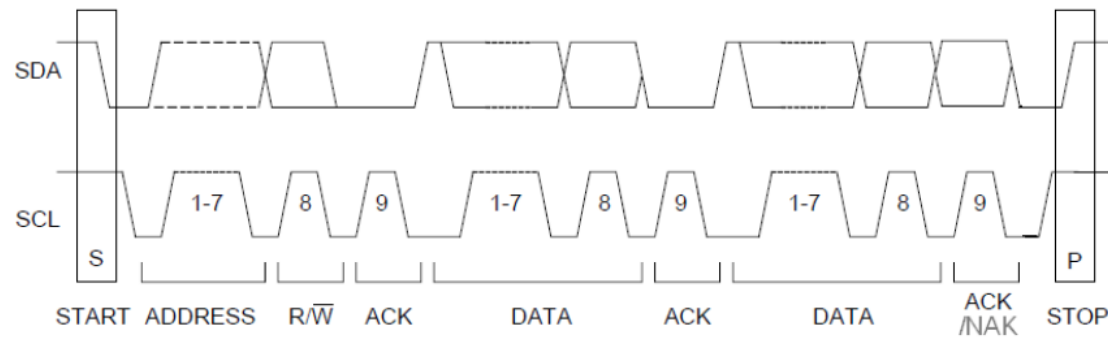 SDA
SCL
1-7
8
9
1-7
8
9
1-7
8
9
S
P
START
ADDRESS
R/W̅
ACK
DATA
ACK
DATA
ACK
/NAK
STOP